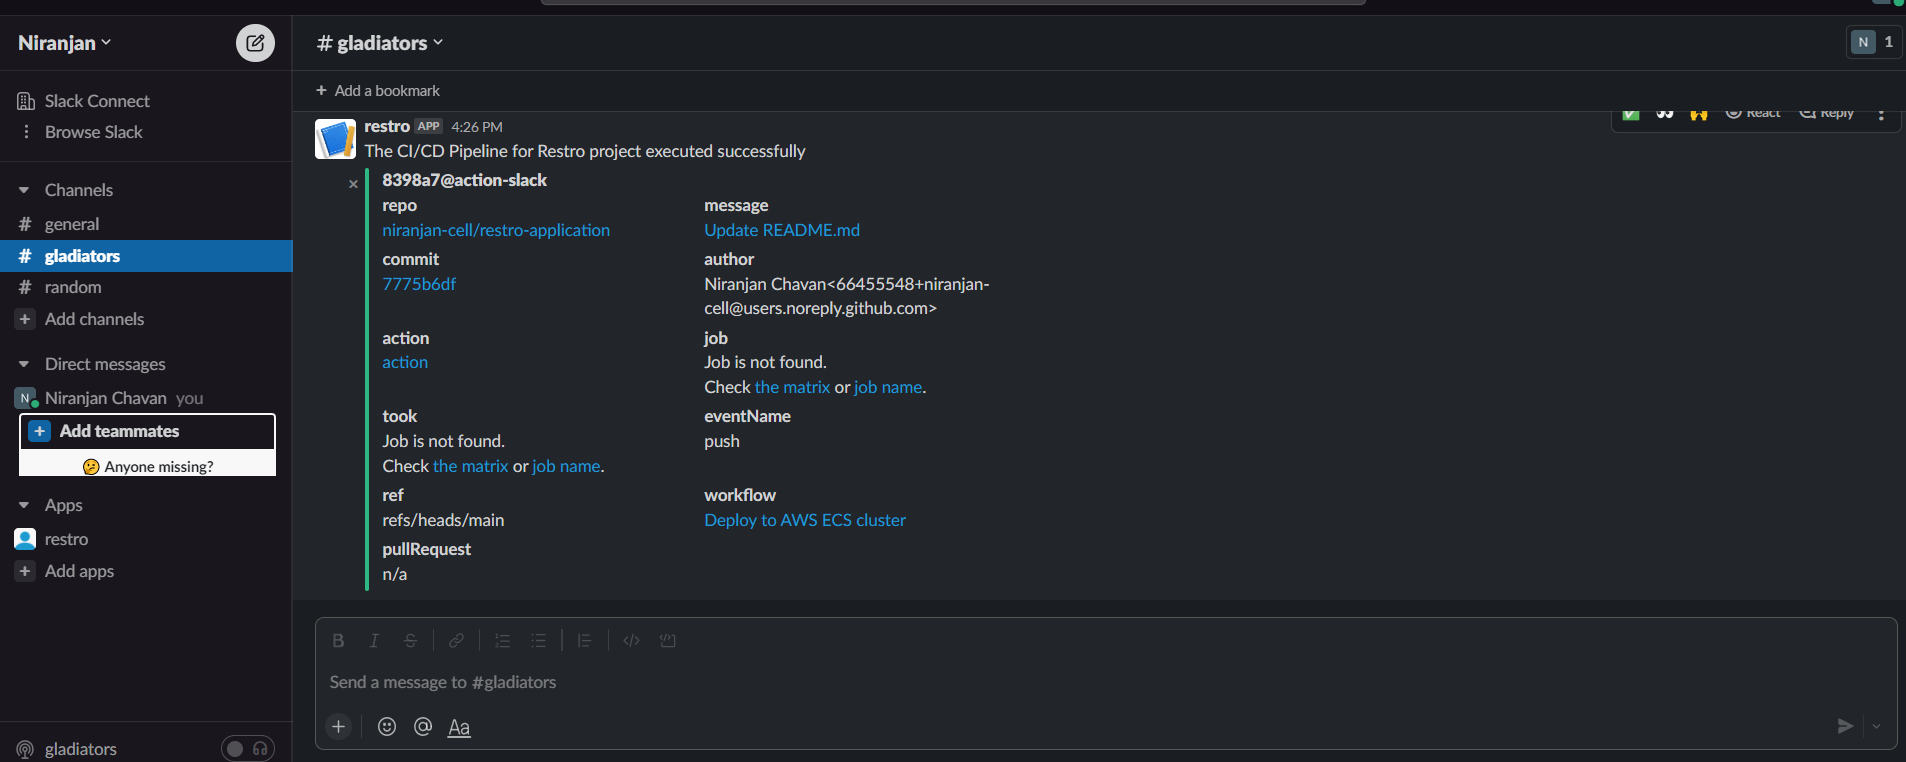 Niranjan
Slack Connect
Browse Slack
Channels
# general
# gladiators
# random
+ Add channels
Direct messages
N Niranjan Chavan you
+ Add teammates
Anyone missing?
Apps
restro
+ Add apps
gladiators
# gladiators
N 1
+ Add a bookmark
React Reply
restro APP 4:26 PM
The CI/CD Pipeline for Restro project executed successfully
8398a7@action-slack
repo
niranjan-cell/restro-application
message
Update README.md
commit
7775b6df
author
Niranjan Chavan<66455548+niranjan-
cell@users.noreply.github.com>
action
action
job
Job is not found.
Check the matrix or job name.
took
Job is not found.
Check the matrix or job name.
eventName
push
ref
refs/heads/main
workflow
Deploy to AWS ECS cluster
pullRequest
n/a
B I S
Send a message to #gladiators
+ @ Aa